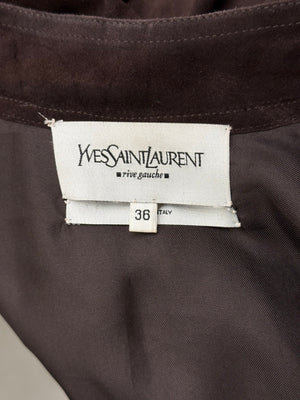 YVESSAINTLAURENT
rive gauche
36
ITALY